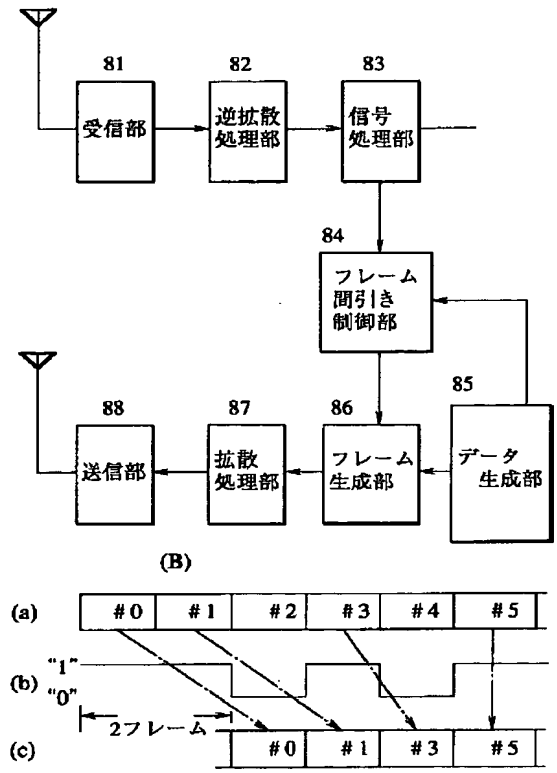 81
82
83
受信部
逆拡散
処理部
信号
処理部
84
フレーム
間引き
制御部
85
88
87
86
送信部
拡散
処理部
フレーム
生成部
データ
生成部
(B)
(a) #0 #1 #2 #3 #4 #5
(b) "1"
"0"
2フレーム
(c) #0 #1 #3 #5